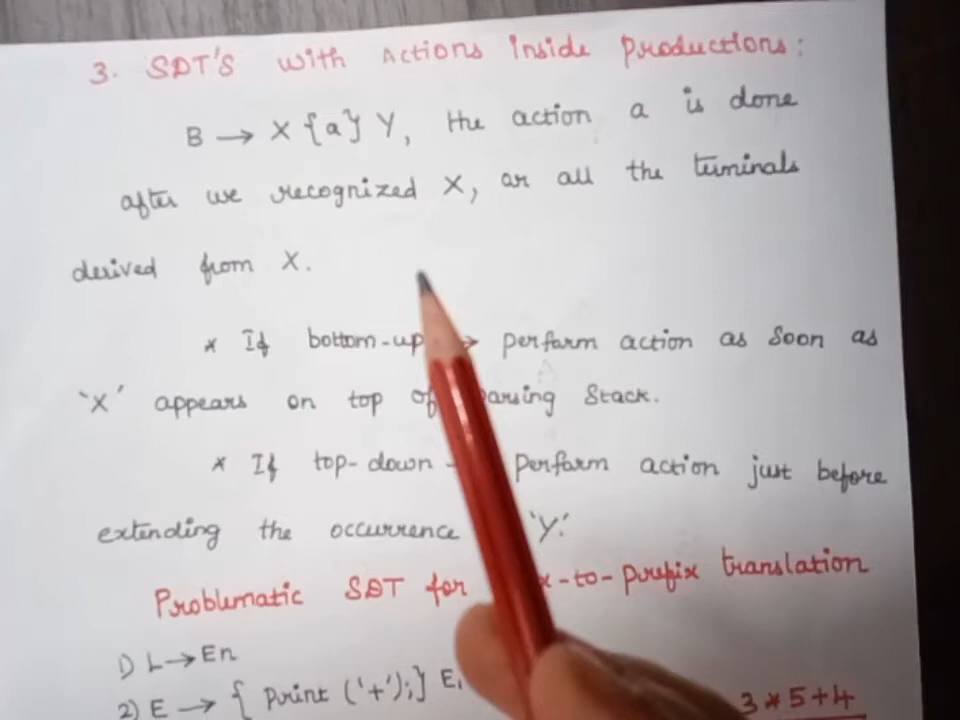 3. SDT'S with Actions Inside Productions:
B → X {a} Y, the action a is done
after we recognized X, or all the terminals
derived from X.
* If bottom-up → perform action as soon as
'X' appears on top of parsing Stack.
* If top-down - perform action just before
extending the occurrence 'Y'.
Problematic SDT for x-to-prefix translation
1) L → En
2) E → { print ('+'); } E₁
3 * 5 + 4